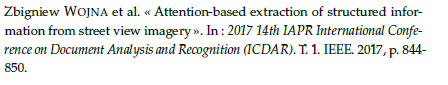 Zbigniew WOJNA et al. « Attention-based extraction of structured infor-
mation from street view imagery ». In : 2017 14th IAPR International Confe-
rence on Document Analysis and Recognition (ICDAR). T. 1. IEEE. 2017, p. 844-
850.